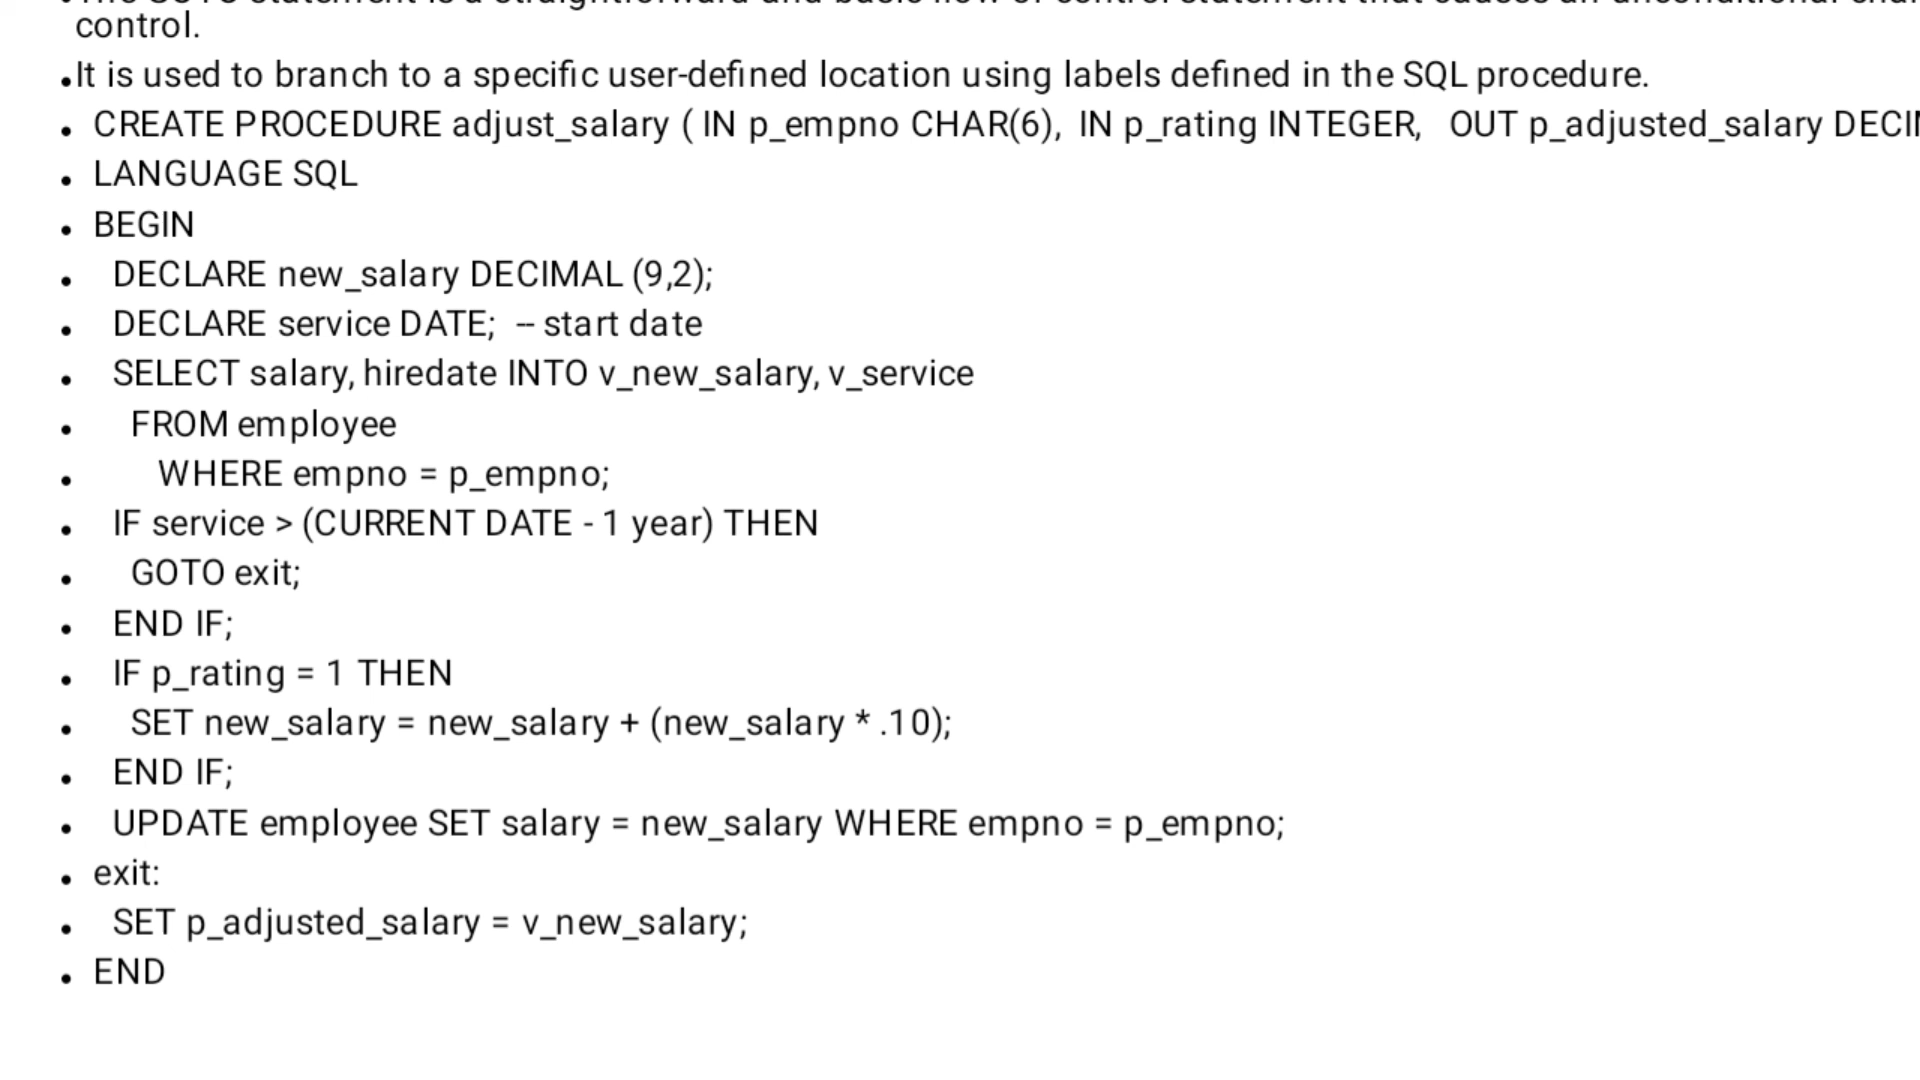 control.
•It is used to branch to a specific user-defined location using labels defined in the SQL procedure.
• CREATE PROCEDURE adjust_salary ( IN p_empno CHAR(6), IN p_rating INTEGER, OUT p_adjusted_salary
• LANGUAGE SQL
• BEGIN
• DECLARE new_salary DECIMAL (9,2);
• DECLARE service DATE; -- start date
• SELECT salary, hiredate INTO v_new_salary, v_service
• FROM employee
• WHERE empno = p_empno;
• IF service > (CURRENT DATE - 1 year) THEN
• GOTO exit;
• END IF;
• IF p_rating = 1 THEN
• SET new_salary = new_salary + (new_salary * .10);
• END IF;
• UPDATE employee SET salary = new_salary WHERE empno = p_empno;
• exit:
• SET p_adjusted_salary = v_new_salary;
• END